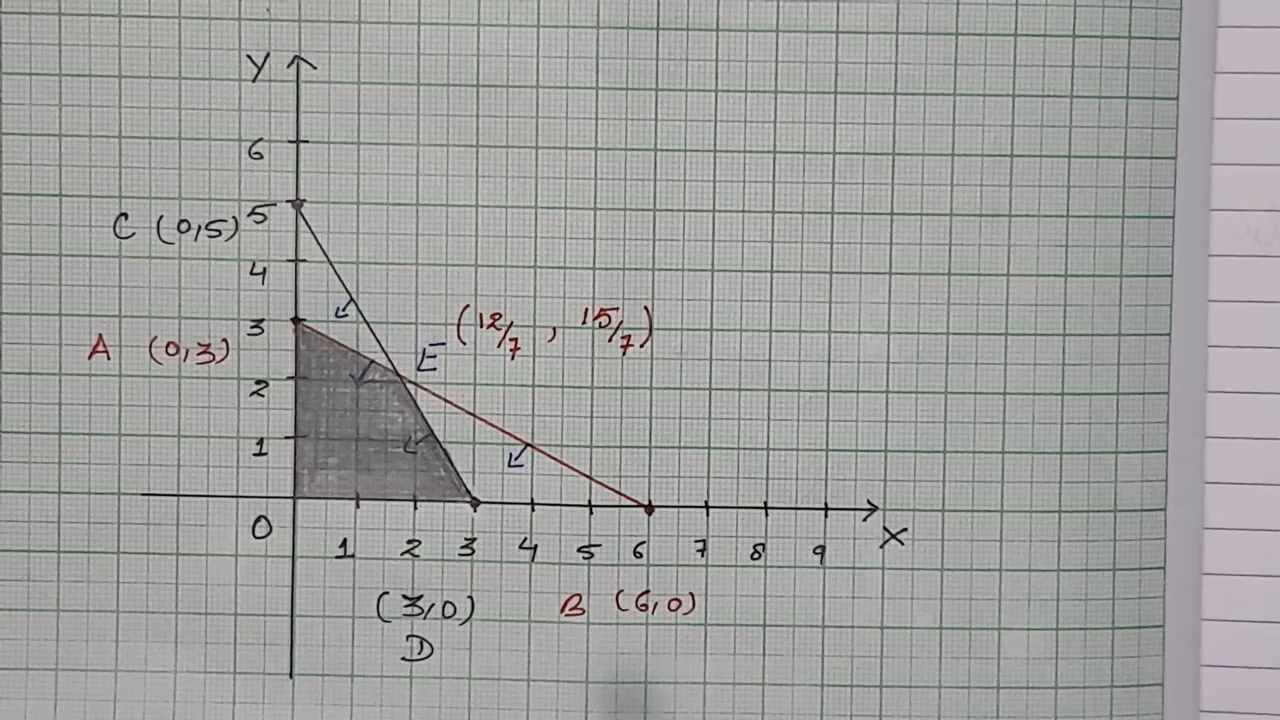 Y
6
5
C (0,5)
4
3
A (0,3)
E (12/7, 15/7)
2
1
O
1 2 3 4 5 6 7 8 9
X
(3,0)
D
B (6,0)